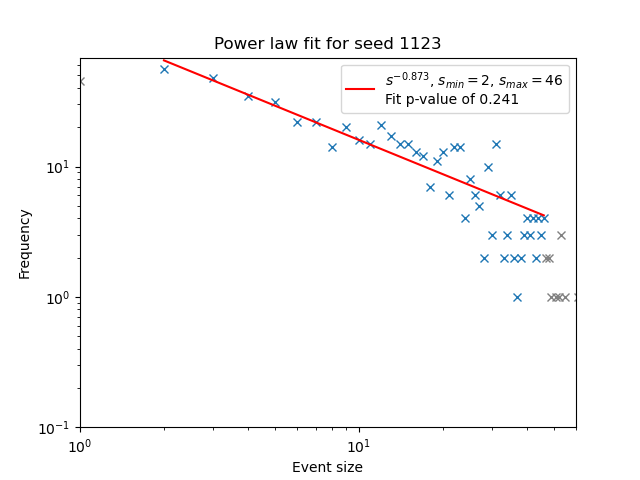 Power law fit for seed 1123
s^{-0.873}, s_{min} = 2, s_{max} = 46
Fit p-value of 0.241
Frequency
10^1
10^0
10^{-1}
10^0
10^1
Event size